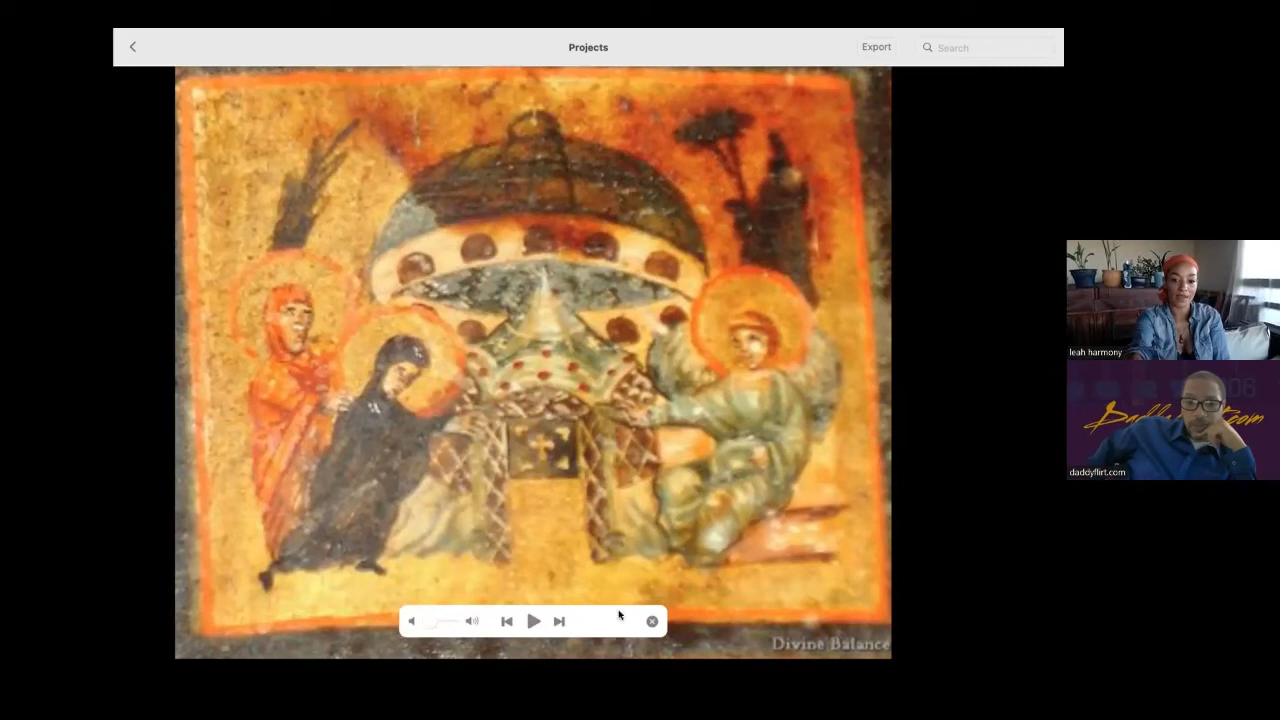 Projects
Export
Search
leah harmony
daddyflirt.com
Divine Balance